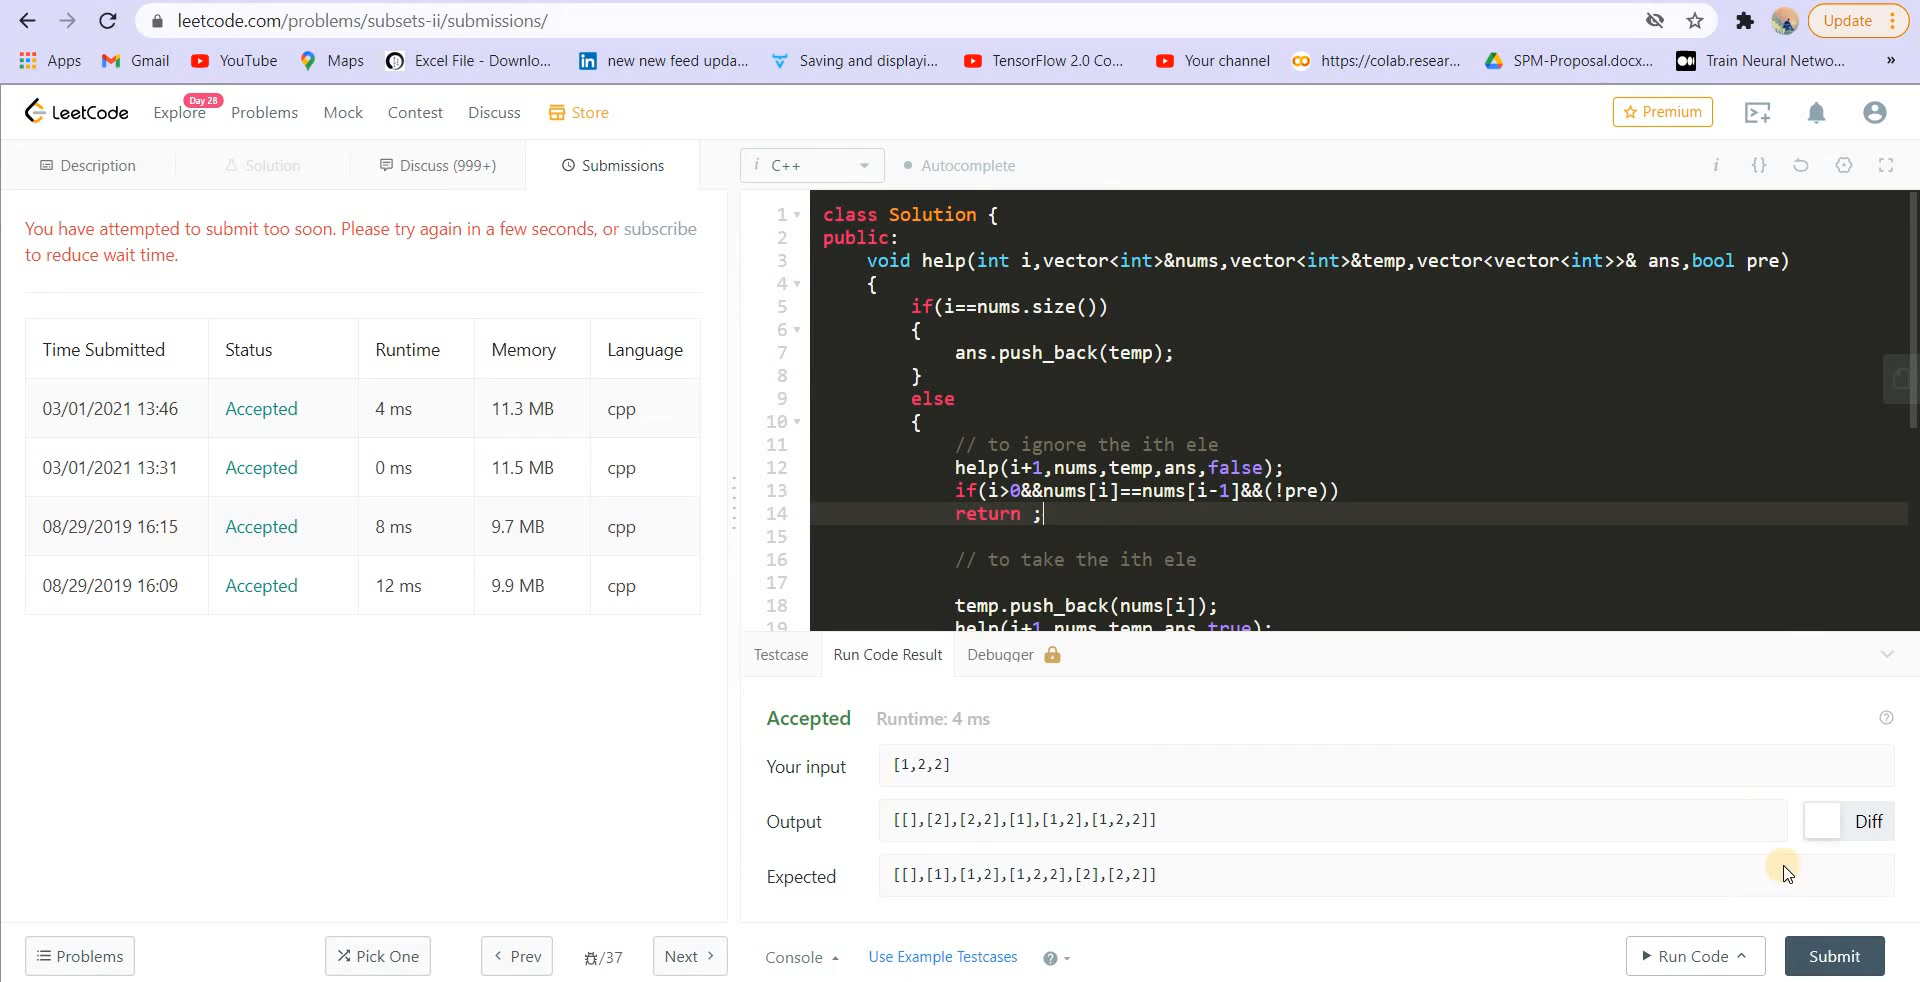 leetcode.com/problems/subsets-ii/submissions/
Update
Apps Gmail YouTube Maps Excel File - Downlo... new new feed upda... Saving and displayi... TensorFlow 2.0 Co... Your channel https://colab.resear... SPM-Proposal.docx... Train Neural Netwo... »
LeetCode Explore Day 28 Problems Mock Contest Discuss Store Premium
Description Solution Discuss (999+) Submissions
i C++ Autocomplete
You have attempted to submit too soon. Please try again in a few seconds, or subscribe
to reduce wait time.
Time Submitted Status Runtime Memory Language
03/01/2021 13:46 Accepted 4 ms 11.3 MB cpp
03/01/2021 13:31 Accepted 0 ms 11.5 MB cpp
08/29/2019 16:15 Accepted 8 ms 9.7 MB cpp
08/29/2019 16:09 Accepted 12 ms 9.9 MB cpp
1 class Solution {
2 public:
3 void help(int i,vector<int>&nums,vector<int>&temp,vector<vector<int>>& ans,bool pre)
4 {
5 if(i==nums.size())
6 {
7 ans.push_back(temp);
8 }
9 else
10 {
11 // to ignore the ith ele
12 help(i+1,nums,temp,ans,false);
13 if(i>0&&nums[i]==nums[i-1]&&(!pre))
14 return ;
15
16 // to take the ith ele
17
18 temp.push_back(nums[i]);
19 help(i+1,nums,temp,ans,true);
Testcase Run Code Result Debugger
Accepted Runtime: 4 ms
Your input [1,2,2]
Output [[],[2],[2,2],[1],[1,2],[1,2,2]]
Diff
Expected [[],[1],[1,2],[1,2,2],[2],[2,2]]
Problems Pick One Prev /37 Next
Console Use Example Testcases Run Code Submit